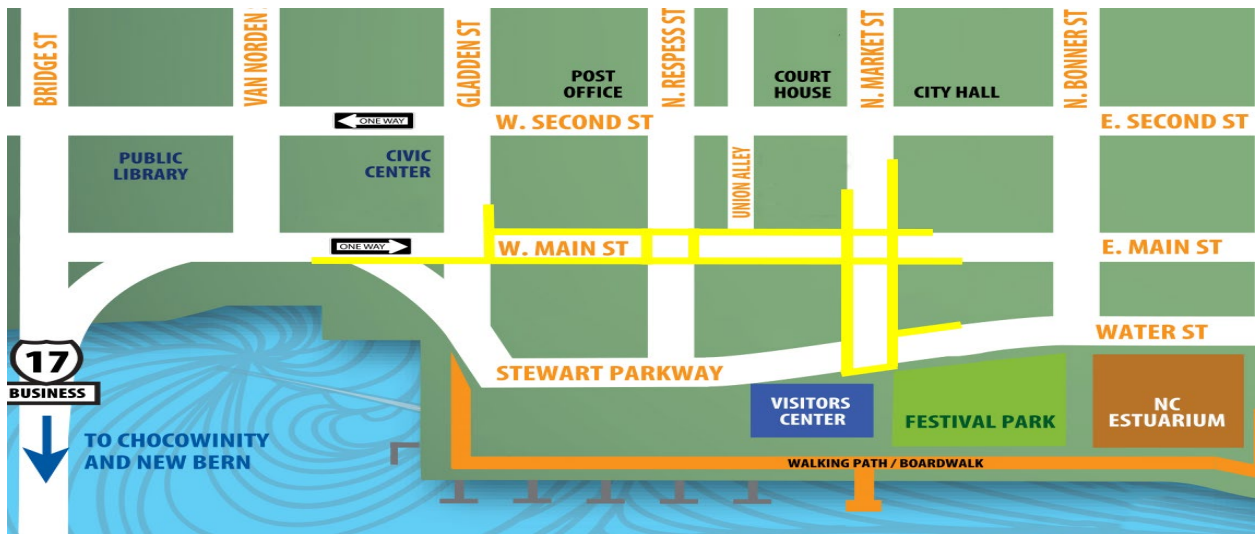 BRIDGE ST
VAN NORDEN
GLADDEN ST
N. RESPESS ST
N. MARKET ST
N. BONNER ST
POST
OFFICE
COURT
HOUSE
CITY HALL
ONE WAY
W. SECOND ST
E. SECOND ST
PUBLIC
LIBRARY
CIVIC
CENTER
UNION ALLEY
ONE WAY
W. MAIN ST
E. MAIN ST
WATER ST
17
BUSINESS
STEWART PARKWAY
VISITORS
CENTER
FESTIVAL PARK
NC
ESTUARIUM
TO CHOCOWINITY
AND NEW BERN
WALKING PATH / BOARDWALK